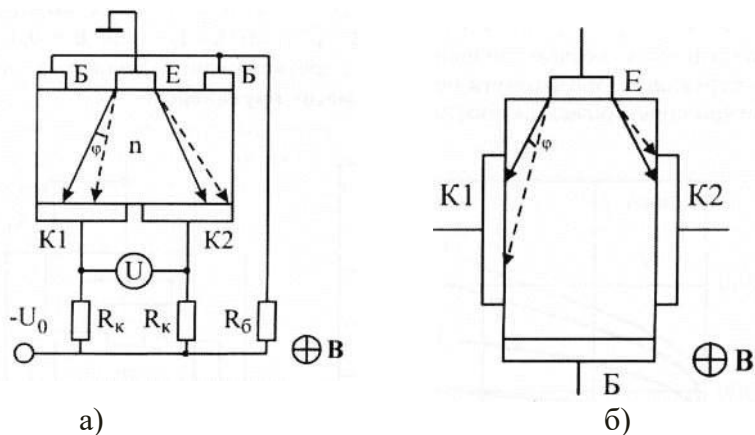 Б Е Б
φ n
К1 К2
U
-U₀ Rк Rк Rб B
а)
Е
φ
К1 К2
B
Б
б)